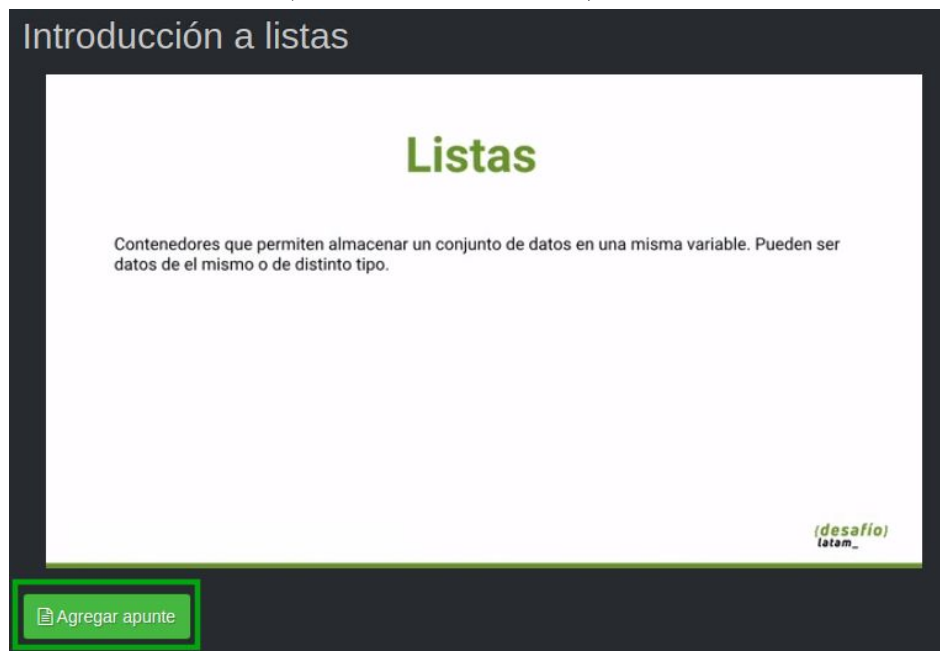 Introducción a listas
Listas
Contenedores que permiten almacenar un conjunto de datos en una misma variable. Pueden ser
datos de el mismo o de distinto tipo.
{desafío)
latam_
Agregar apunte